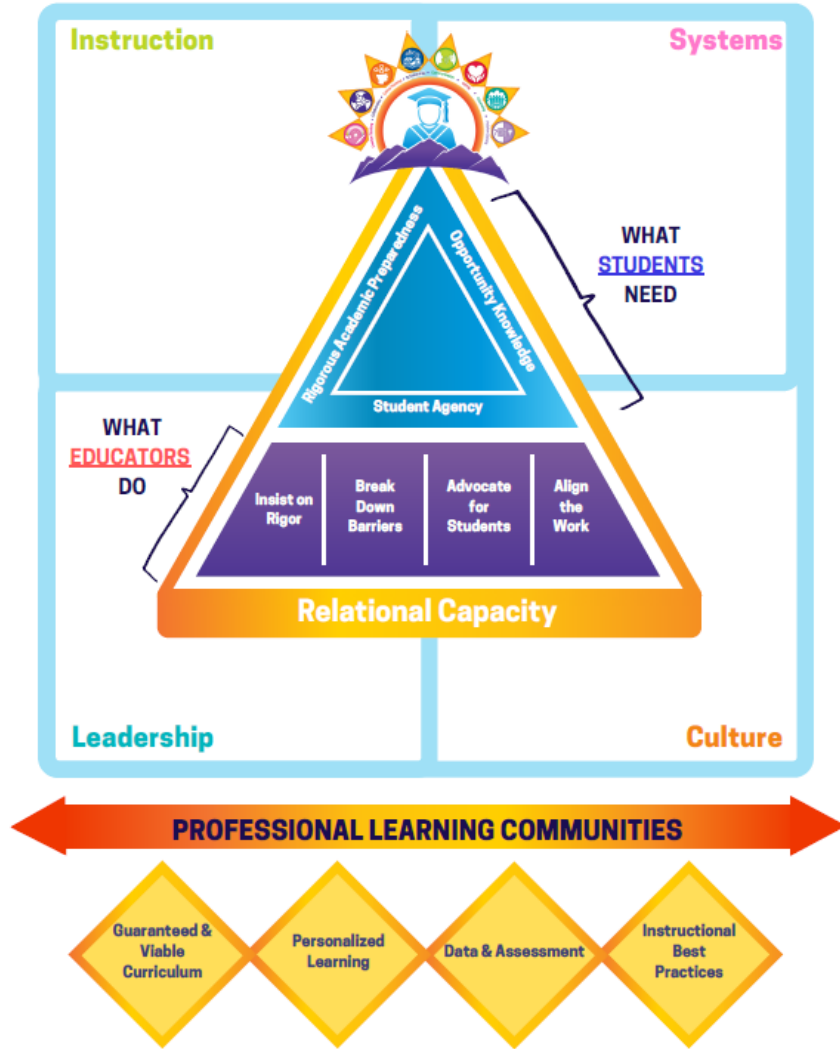 Instruction
Systems
WHAT
STUDENTS
NEED
Rigorous Academic Preparedness
Opportunity Knowledge
Student Agency
WHAT
EDUCATORS
DO
Insist on
Rigor
Break
Down
Barriers
Advocate
for
Students
Align
the
Work
Relational Capacity
Leadership
Culture
PROFESSIONAL LEARNING COMMUNITIES
Guaranteed &
Viable
Curriculum
Personalized
Learning
Data & Assessment
Instructional
Best
Practices